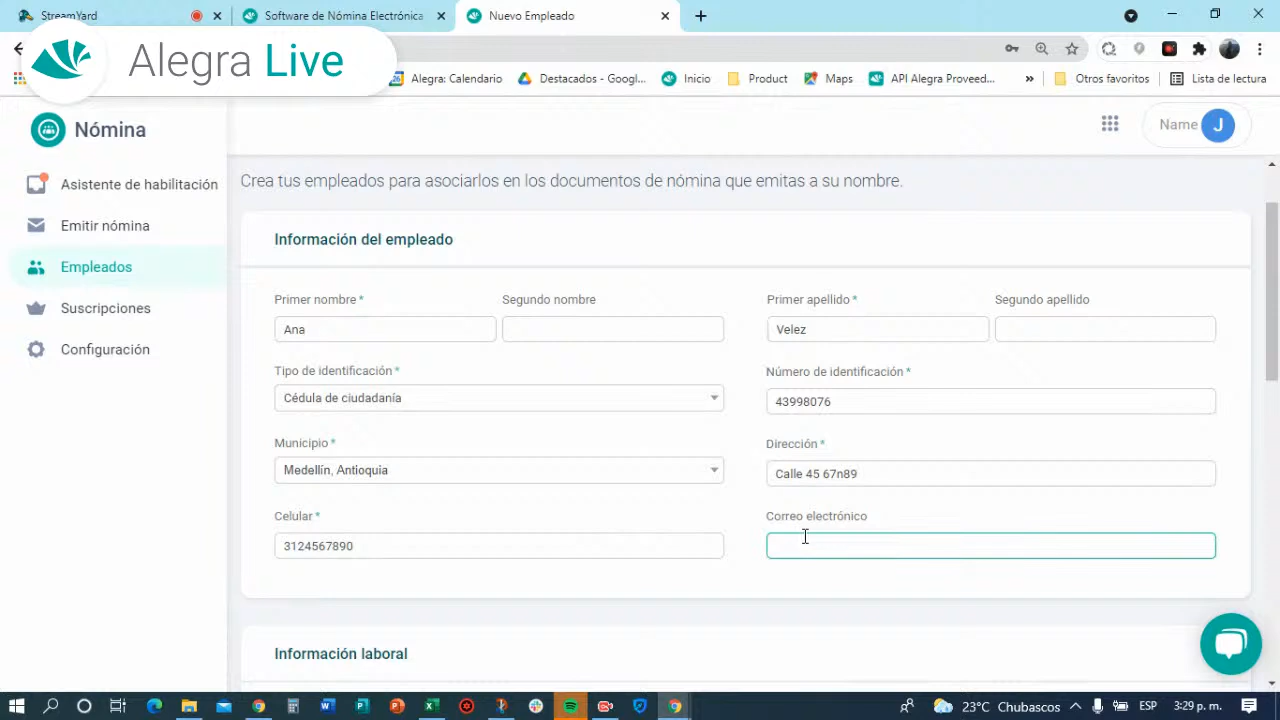 StreamYard
Software de Nómina Electrónica
Nuevo Empleado
Alegra Live
26
Alegra: Calendario
Destacados - Googl...
Inicio
Product
Maps
API Alegra Proveed...
»
Otros favoritos
Lista de lectura
Nómina
Name
J
Asistente de habilitación
Emitir nómina
Empleados
Suscripciones
Configuración
Crea tus empleados para asociarlos en los documentos de nómina que emitas a su nombre.
Información del empleado
Primer nombre *
Segundo nombre
Primer apellido *
Segundo apellido
Ana
Velez
Tipo de identificación *
Número de identificación *
Cédula de ciudadanía
43998076
Municipio *
Dirección *
Medellín, Antioquia
Calle 45 67n89
Celular *
Correo electrónico
3124567890
Información laboral
23°C Chubascos
ESP
3:29 p. m.